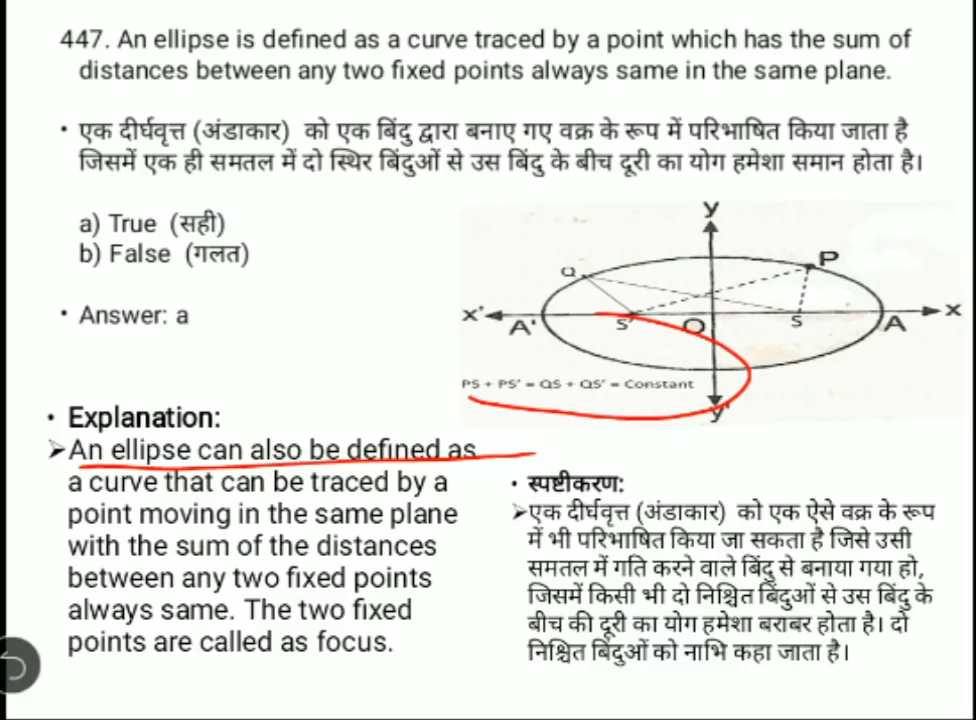 447. An ellipse is defined as a curve traced by a point which has the sum of
distances between any two fixed points always same in the same plane.
• एक दीर्घवृत्त (अंडाकार) को एक बिंदु द्वारा बनाए गए वक्र के रूप में परिभाषित किया जाता है
जिसमें एक ही समतल में दो स्थिर बिंदुओं से उस बिंदु के बीच दूरी का योग हमेशा समान होता है।
a) True (सही)
b) False (गलत)
• Answer: a
y
Q
P
x'
A'
S'
O
S
A
x
PS + PS' = QS + QS' = Constant
y'
• Explanation:
➢An ellipse can also be defined as
a curve that can be traced by a
point moving in the same plane
with the sum of the distances
between any two fixed points
always same. The two fixed
points are called as focus.
• स्पष्टीकरण:
➢एक दीर्घवृत्त (अंडाकार) को एक ऐसे वक्र के रूप
में भी परिभाषित किया जा सकता है जिसे उसी
समतल में गति करने वाले बिंदु से बनाया गया हो,
जिसमें किसी भी दो निश्चित बिंदुओं से उस बिंदु के
बीच की दूरी का योग हमेशा बराबर होता है। दो
निश्चित बिंदुओं को नाभि कहा जाता है।